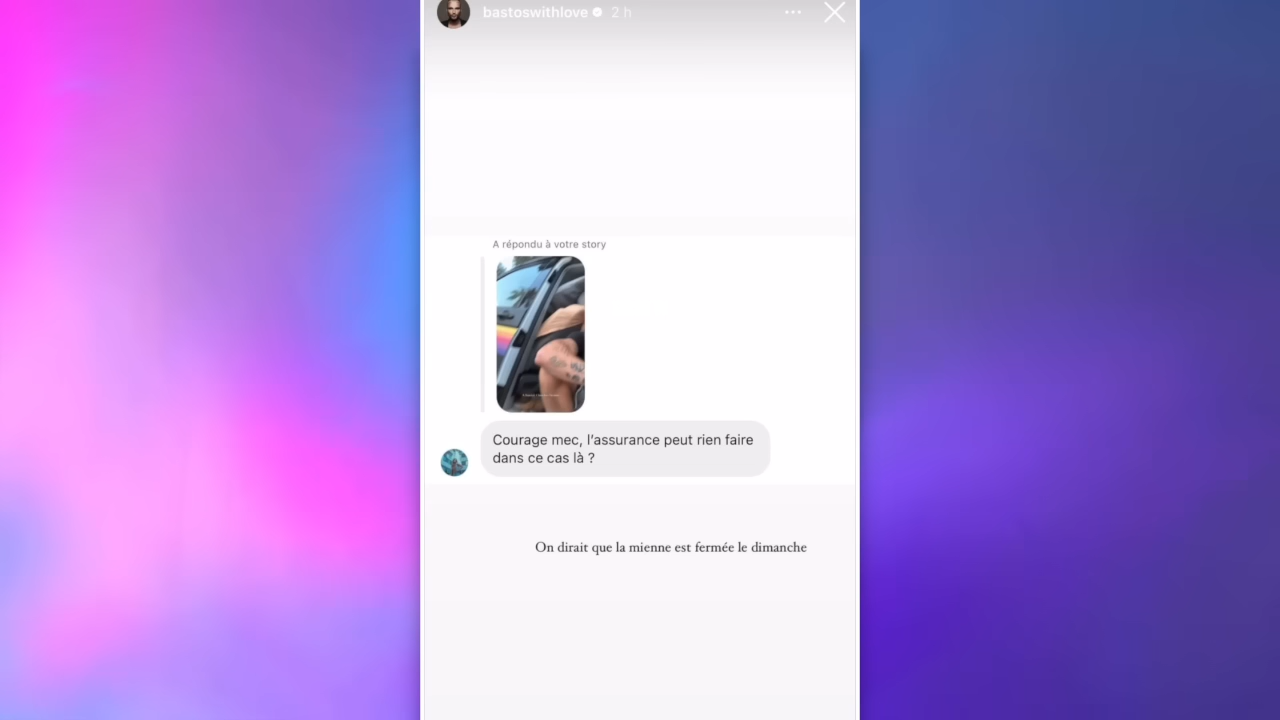 bastoswithlove 2 h
A répondu à votre story
Courage mec, l’assurance peut rien faire
dans ce cas là ?
On dirait que la mienne est fermée le dimanche